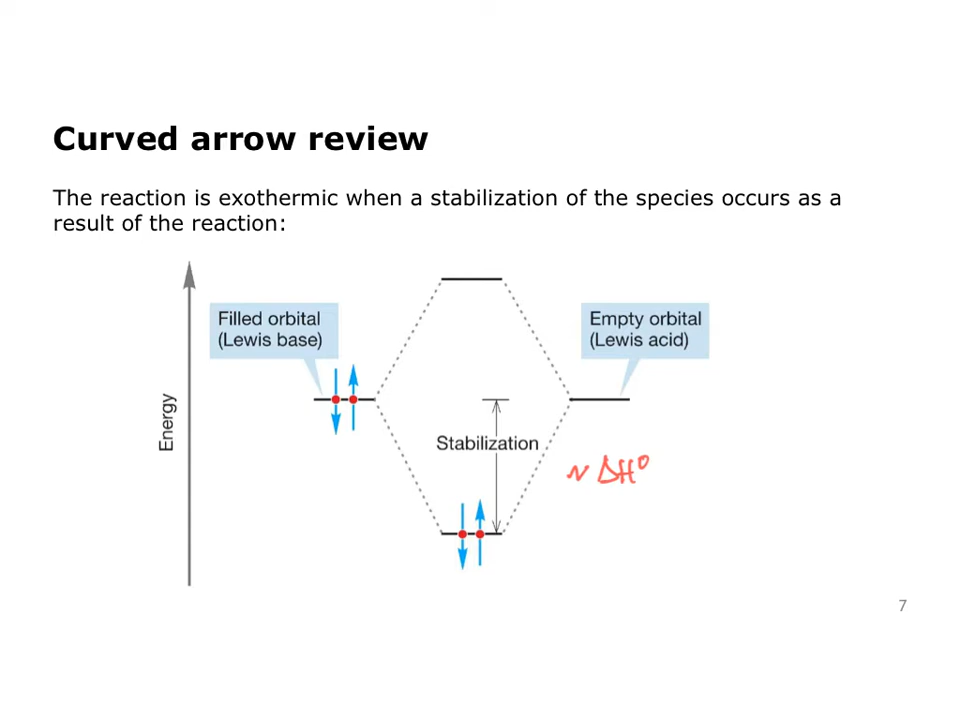 Curved arrow review
The reaction is exothermic when a stabilization of the species occurs as a
result of the reaction:
Filled orbital
(Lewis base)
Empty orbital
(Lewis acid)
Energy
Stabilization
~ ΔH°
7